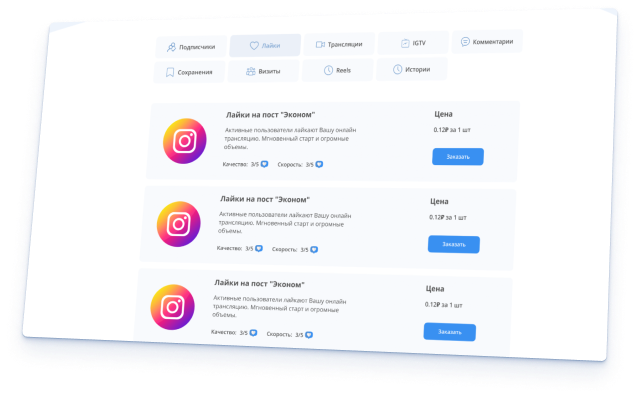 Подписчики
Лайки
Трансляции
IGTV
Комментарии
Сохранения
Визиты
Reels
Истории
Лайки на пост "Эконом"
Активные пользователи лайкают Вашу онлайн
трансляцию. Мгновенный старт и огромные
объемы.
Качество: 3/5 Скорость: 3/5
Цена
0.12₽ за 1 шт
Заказать
Лайки на пост "Эконом"
Активные пользователи лайкают Вашу онлайн
трансляцию. Мгновенный старт и огромные
объемы.
Качество: 3/5 Скорость: 3/5
Цена
0.12₽ за 1 шт
Заказать
Лайки на пост "Эконом"
Активные пользователи лайкают Вашу онлайн
трансляцию. Мгновенный старт и огромные
объемы.
Качество: 3/5 Скорость: 3/5
Цена
0.12₽ за 1 шт
Заказать